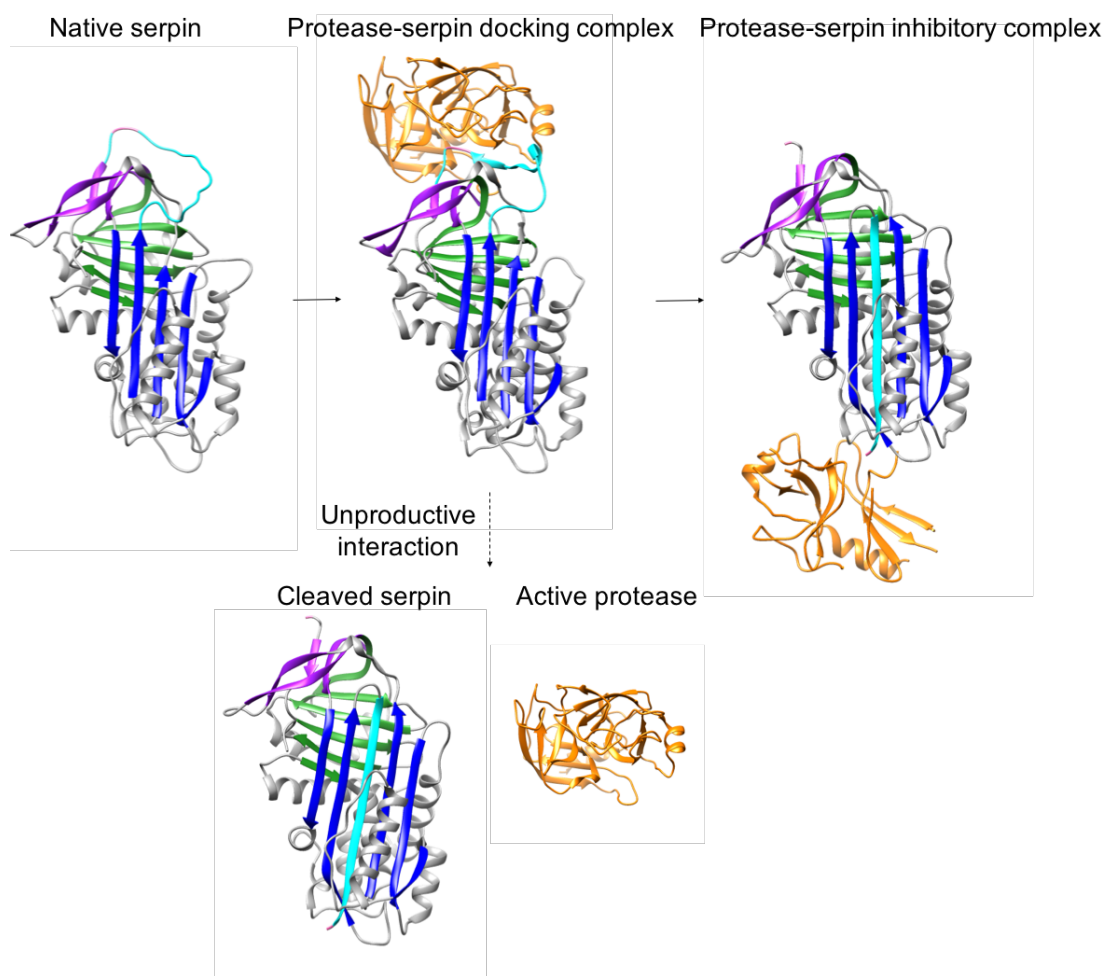 Native serpin
Protease-serpin docking complex
Protease-serpin inhibitory complex
Unproductive
interaction
Cleaved serpin
Active protease